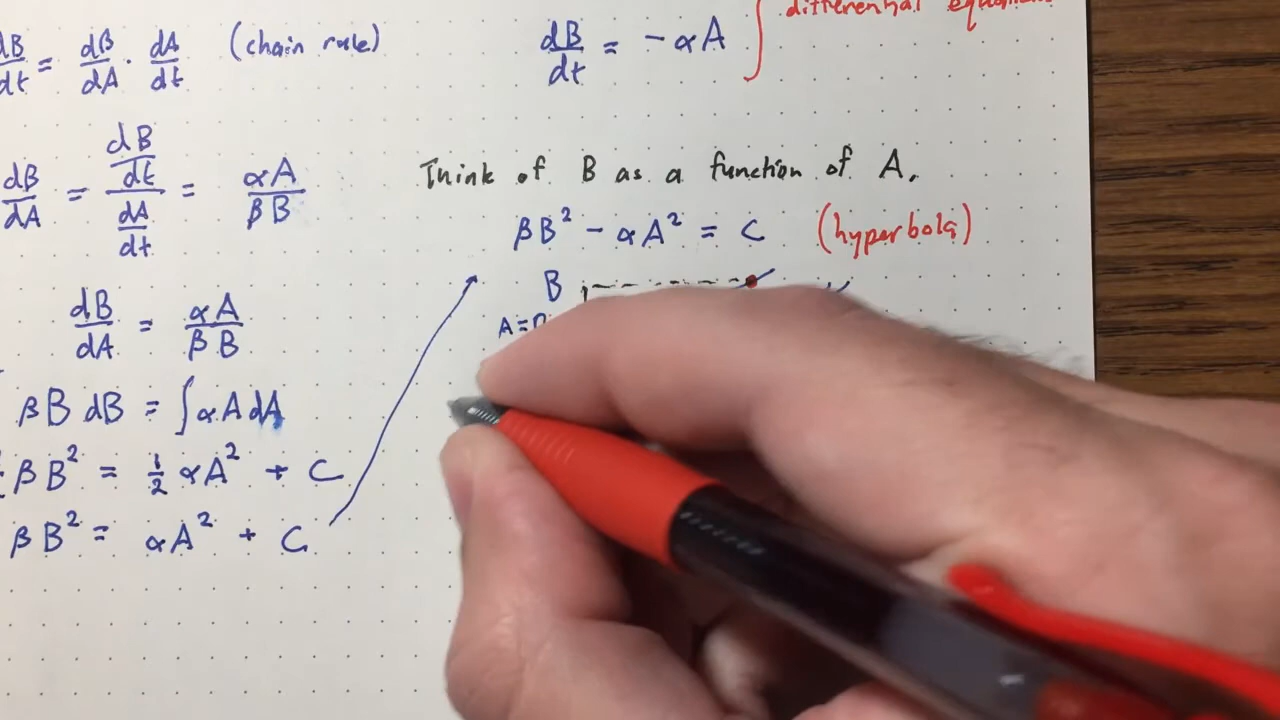 dB/dt = dB/dA · dA/dt (chain rule)
dB/dA = (dB/dt)/(dA/dt) = αA/βB
dB/dA = αA/βB
βB dB = ∫αA dA
βB² = ½ αA² + C
βB² = αA² + C
differential
dB/dt = -αA
Think of B as a function of A.
βB² - αA² = C (hyperbola)
B